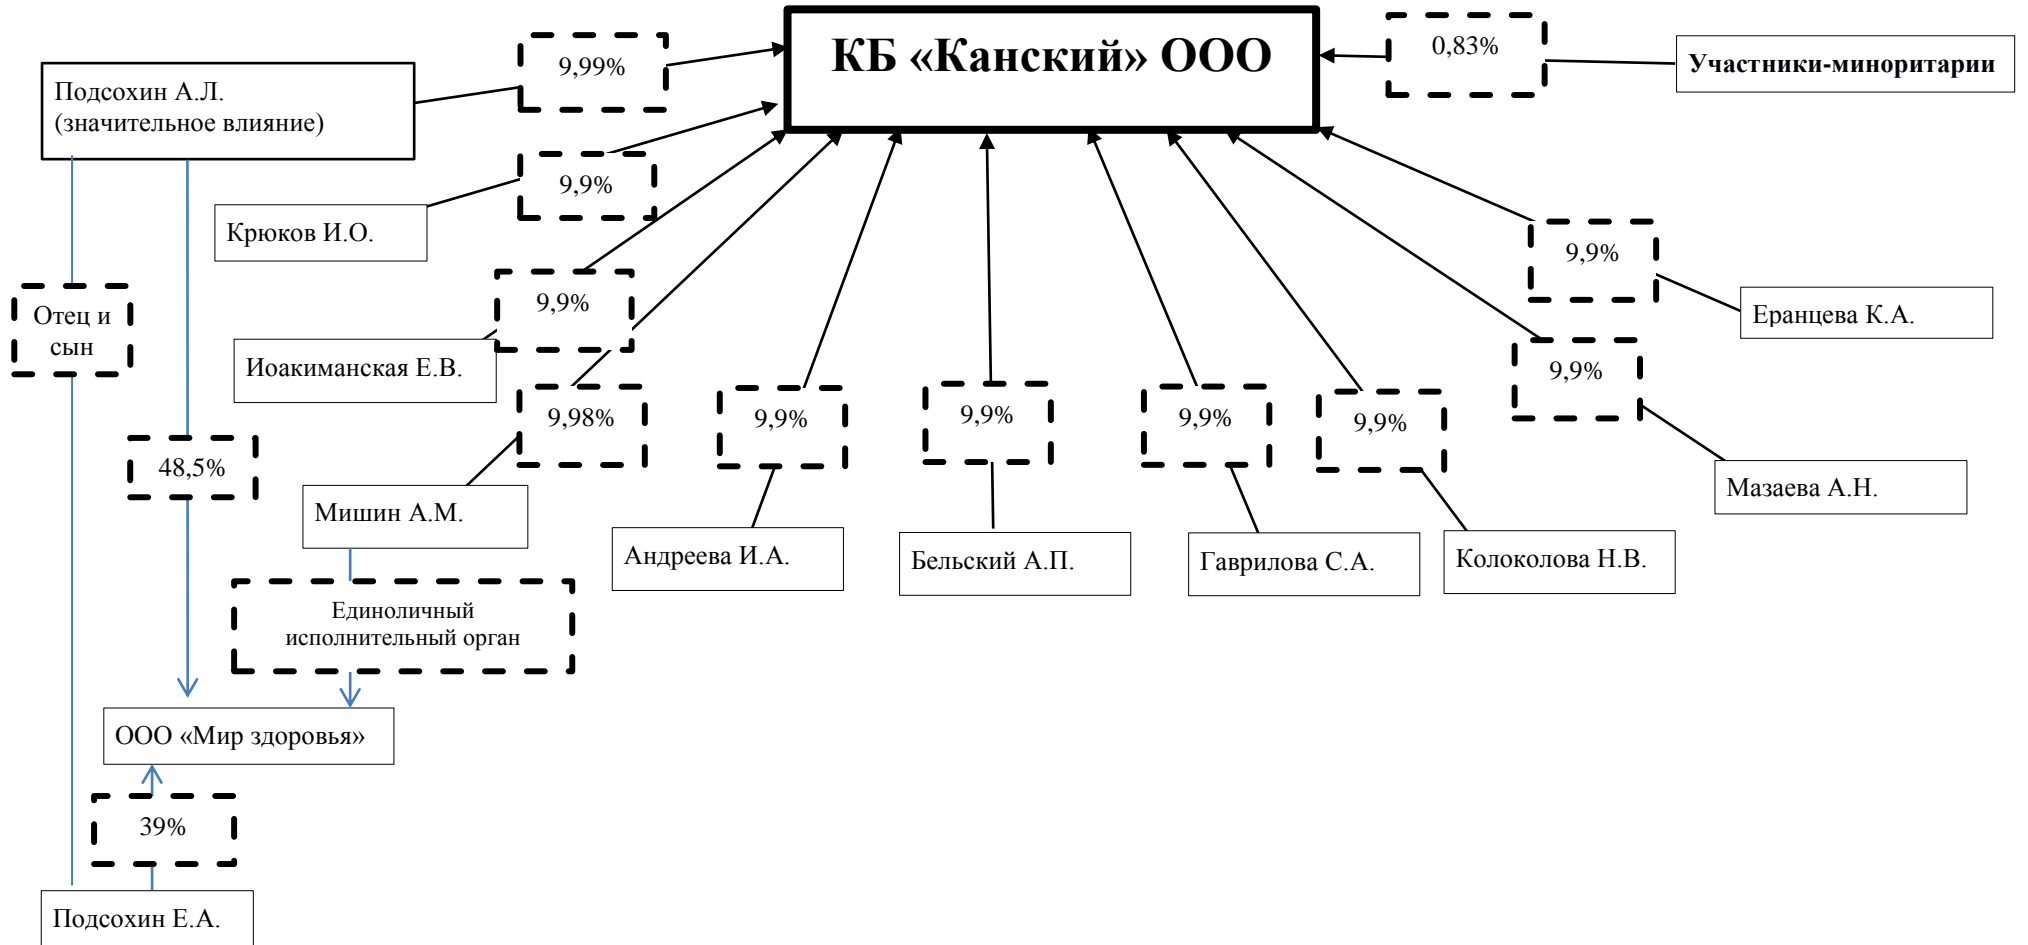 КБ «Канский» ООО
9,99%
0,83%
Участники-миноритарии
Подсохин А.Л.
(значительное влияние)
9,9%
Крюков И.О.
9,9%
Еранцева К.А.
9,9%
Иоакиманская Е.В.
Отец и
сын
9,9%
Мазаева А.Н.
9,98%
9,9%
9,9%
9,9%
9,9%
48,5%
Мишин А.М.
Андреева И.А.
Бельский А.П.
Гаврилова С.А.
Колоколова Н.В.
Единоличный
исполнительный орган
ООО «Мир здоровья»
39%
Подсохин Е.А.